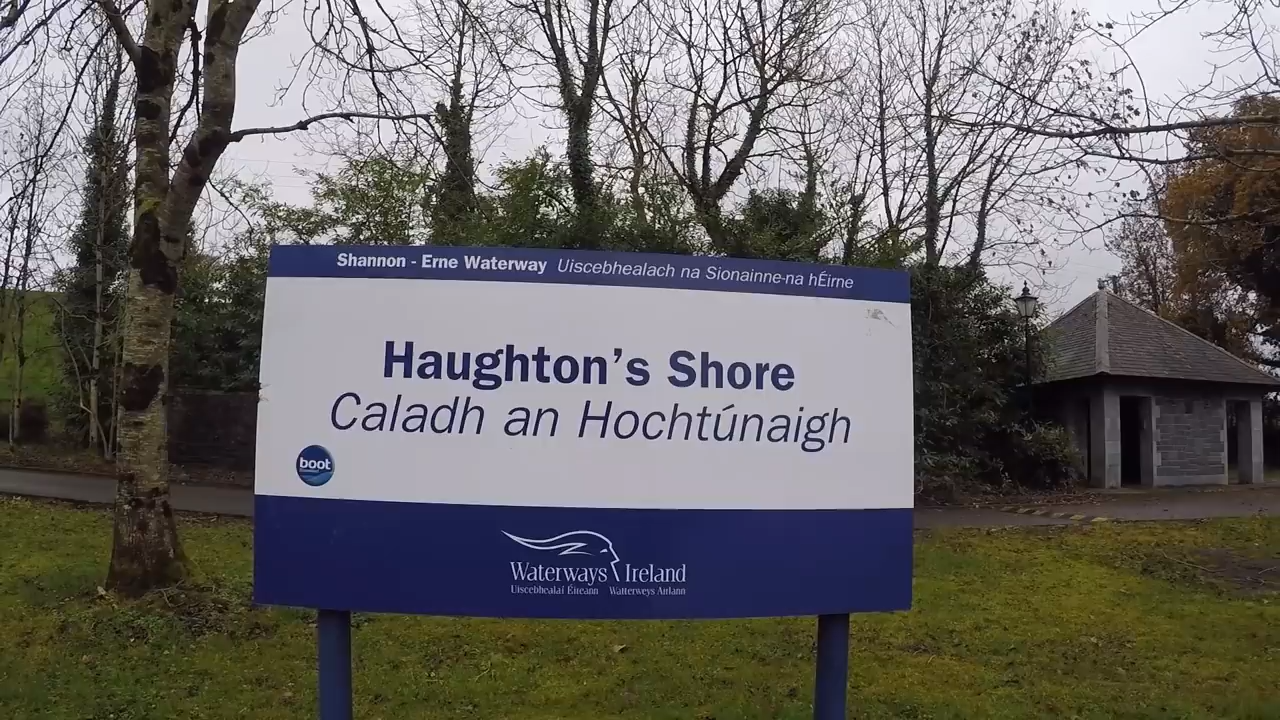 Shannon - Erne Waterway Uiscebhealach na Sionainne-na hÉirne
Haughton's Shore
Caladh an Hochtúnaigh
boot
Waterways Ireland
Uiscebhealaí Éireann Watterweys Airlann